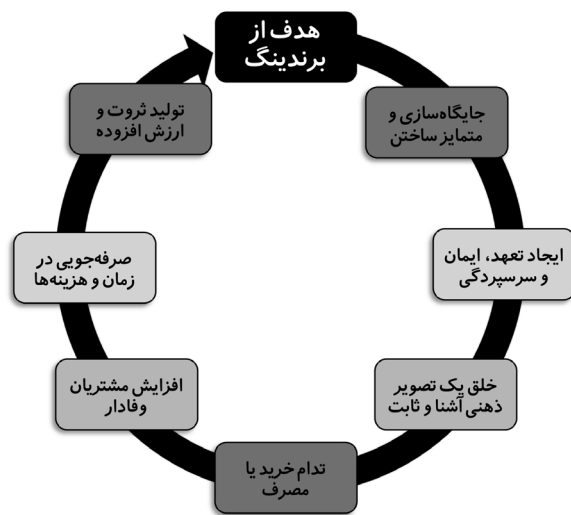 هدف از
برندینگ
جایگاه‌سازی و
متمایز ساختن
ایجاد تعهد، ایمان
و سرسپردگی
خلق یک تصویر
ذهنی آشنا و ثابت
تدام خرید یا
مصرف
افزایش مشتریان
وفادار
صرفه‌جویی در
زمان و هزینه‌ها
تولید ثروت و
ارزش افزوده